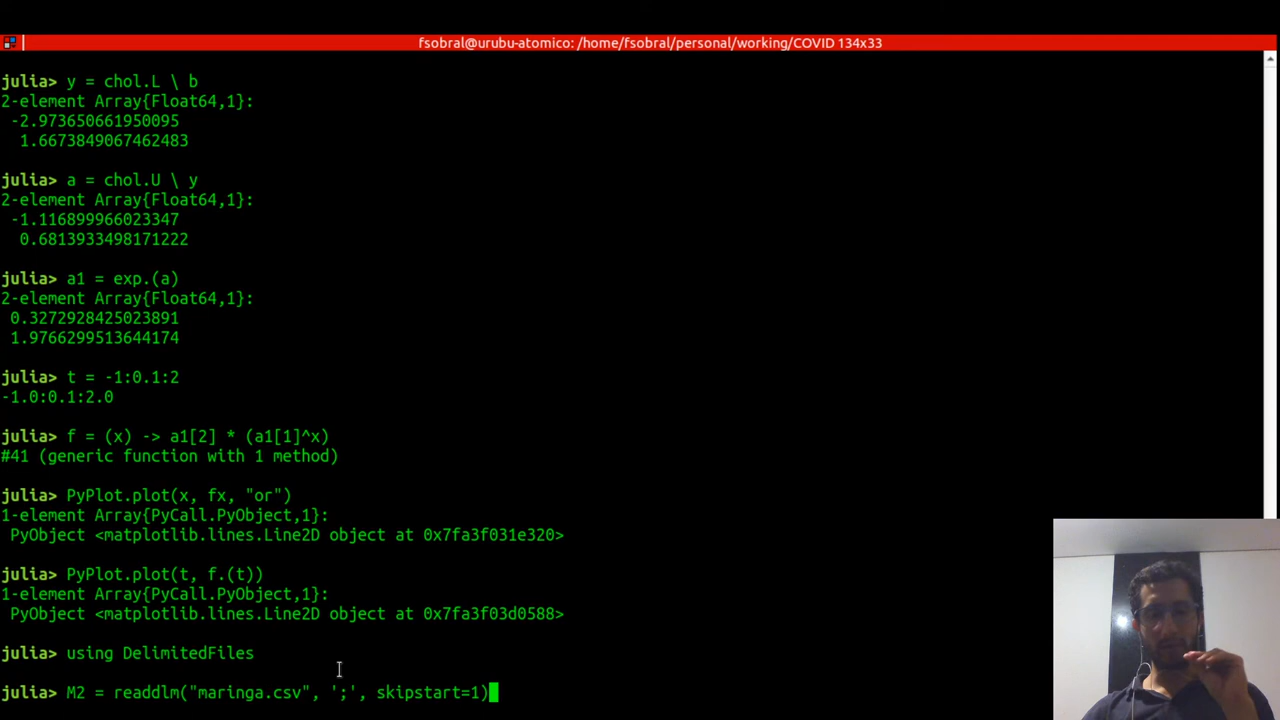 fsobral@urubu-atomico: /home/fsobral/personal/working/COVID 134x33
julia> y = chol.L \ b
2-element Array{Float64,1}:
 -2.973650661950095
  1.6673849067462483
julia> a = chol.U \ y
2-element Array{Float64,1}:
 -1.116899966023347
  0.6813933498171222
julia> a1 = exp.(a)
2-element Array{Float64,1}:
 0.3272928425023891
 1.9766299513644174
julia> t = -1:0.1:2
-1.0:0.1:2.0
julia> f = (x) -> a1[2] * (a1[1]^x)
#41 (generic function with 1 method)
julia> PyPlot.plot(x, fx, "or")
1-element Array{PyCall.PyObject,1}:
 PyObject <matplotlib.lines.Line2D object at 0x7fa3f031e320>
julia> PyPlot.plot(t, f.(t))
1-element Array{PyCall.PyObject,1}:
 PyObject <matplotlib.lines.Line2D object at 0x7fa3f03d0588>
julia> using DelimitedFiles
julia> M2 = readdlm("maringa.csv", ';', skipstart=1)